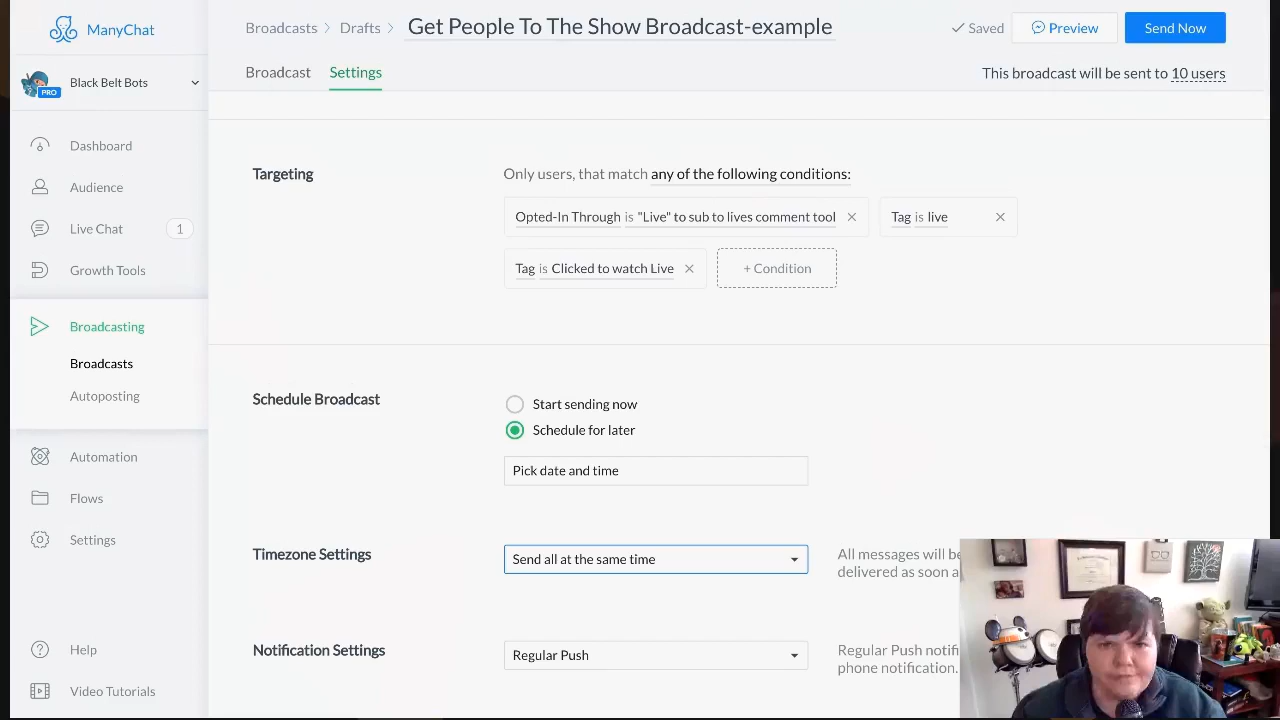 ManyChat
Broadcasts > Drafts > Get People To The Show Broadcast-example
Saved
Preview
Send Now
Black Belt Bots
PRO
Broadcast
Settings
This broadcast will be sent to 10 users
Dashboard
Audience
Live Chat
1
Growth Tools
Broadcasting
Broadcasts
Autoposting
Automation
Flows
Settings
Help
Video Tutorials
Targeting
Only users, that match any of the following conditions:
Opted-In Through is "Live" to sub to lives comment tool
Tag is live
Tag is Clicked to watch Live
+ Condition
Schedule Broadcast
Start sending now
Schedule for later
Pick date and time
Timezone Settings
Send all at the same time
All messages will be
delivered as soon a
Notification Settings
Regular Push
Regular Push notifi
phone notification.